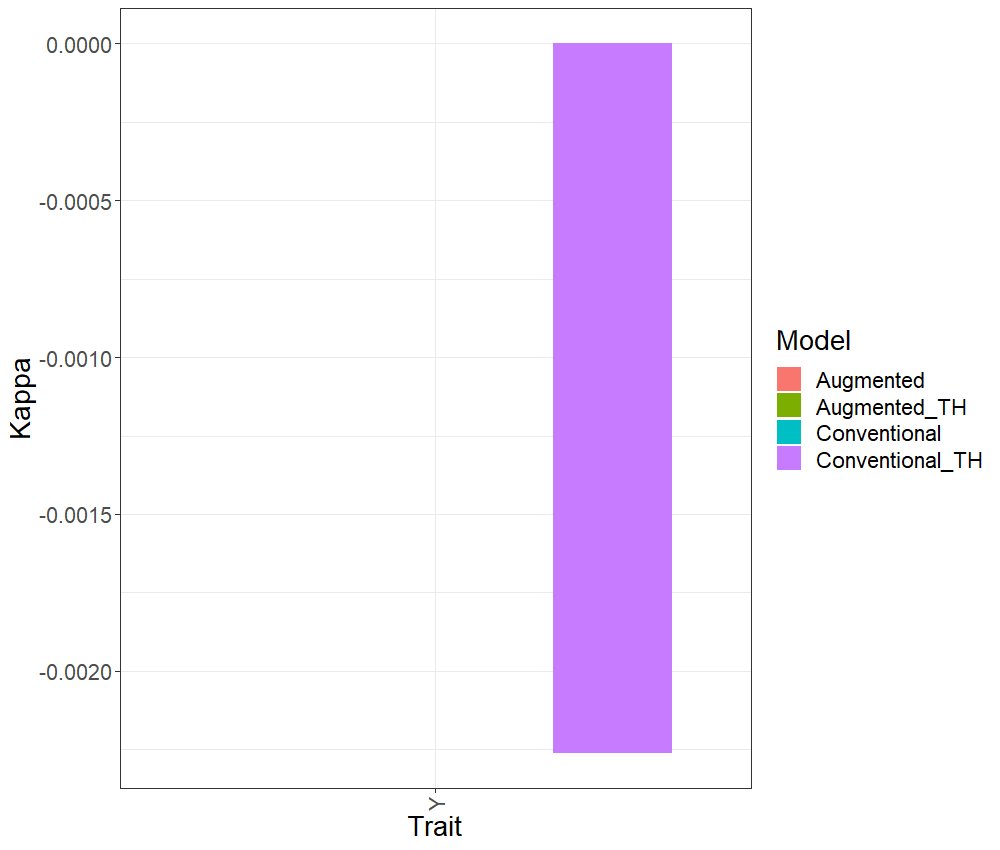 0.0000
-0.0005
-0.0010
-0.0015
-0.0020
Kappa
Y
Trait
Model
Augmented
Augmented_TH
Conventional
Conventional_TH